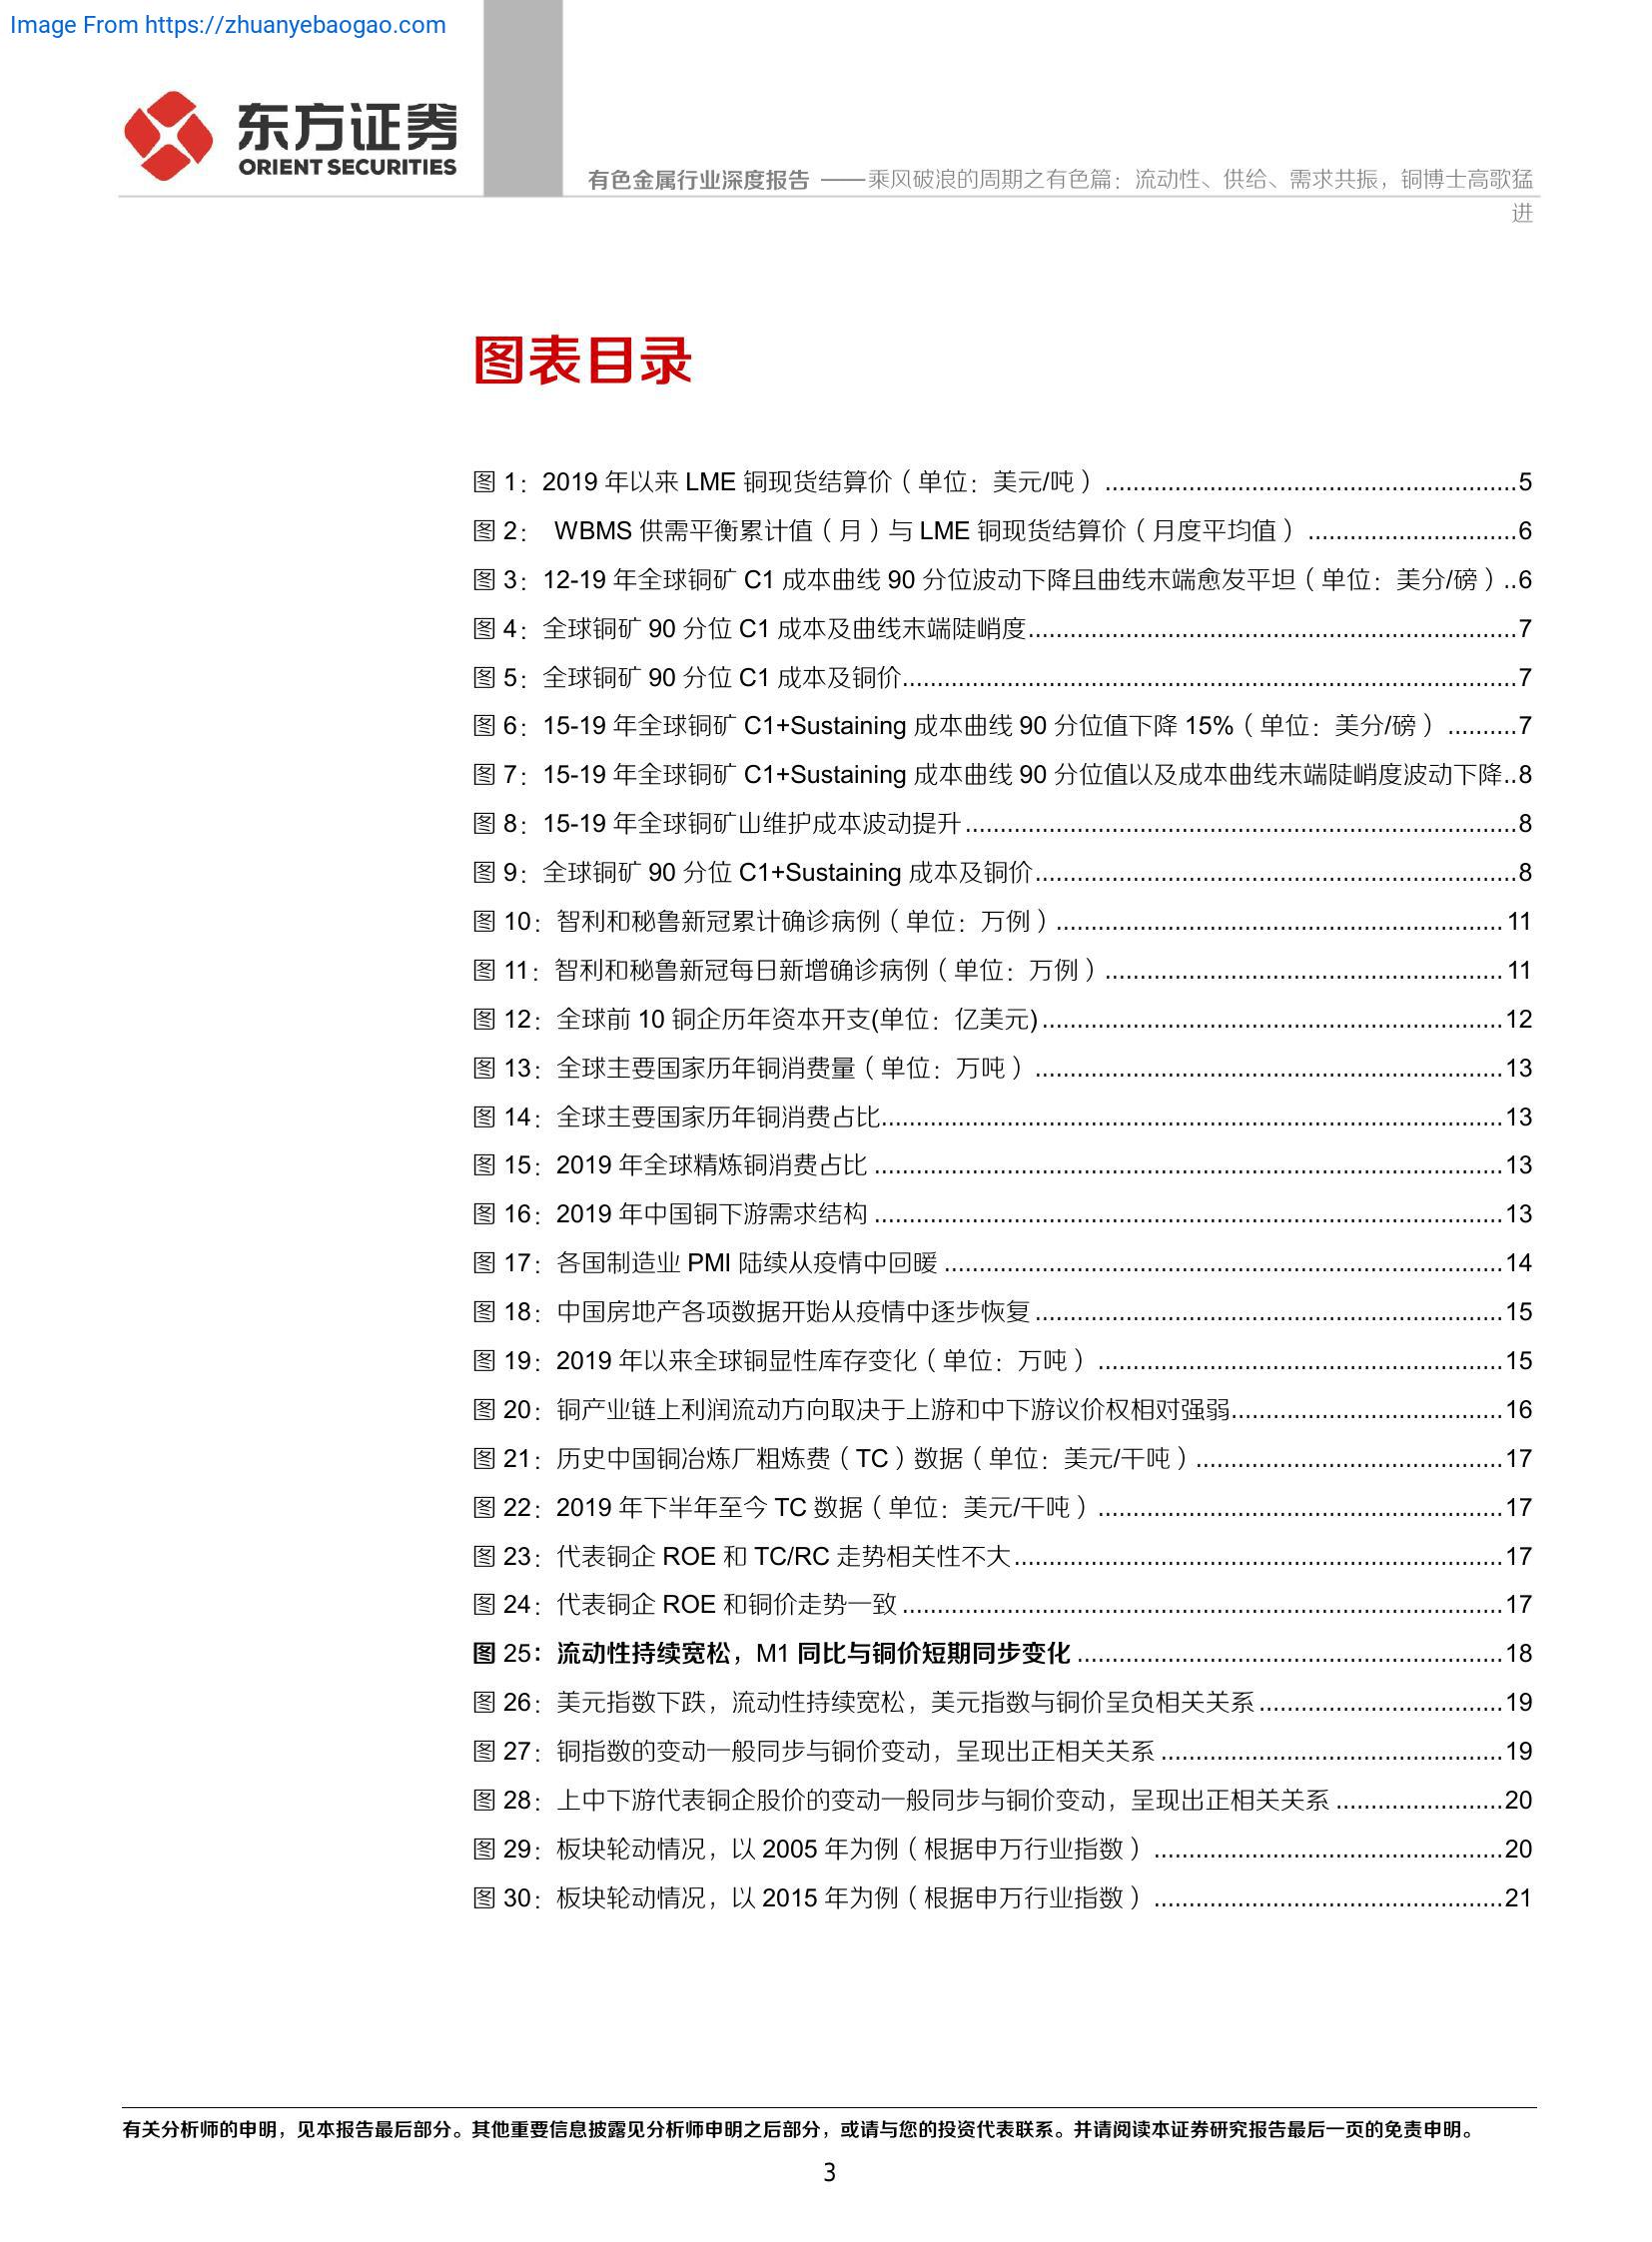 Image From https://zhuanyebaogao.com
东方证券
ORIENT SECURITIES
有色金属行业深度报告 ——乘风破浪的周期之有色篇：流动性、供给、需求共振，铜博士高歌猛
进
图表目录
图 1：2019 年以来 LME 铜现货结算价（单位：美元/吨）...........................................................5
图 2： WBMS 供需平衡累计值（月）与 LME 铜现货结算价（月度平均值）..............................6
图 3：12-19 年全球铜矿 C1 成本曲线 90 分位波动下降且曲线末端愈发平坦（单位：美分/磅）..6
图 4：全球铜矿 90 分位 C1 成本及曲线末端陡峭度......................................................................7
图 5：全球铜矿 90 分位 C1 成本及铜价........................................................................................7
图 6：15-19 年全球铜矿 C1+Sustaining 成本曲线 90 分位值下降 15%（单位：美分/磅）..........7
图 7：15-19 年全球铜矿 C1+Sustaining 成本曲线 90 分位值以及成本曲线末端陡峭度波动下降..8
图 8：15-19 年全球铜矿山维护成本波动提升...............................................................................8
图 9：全球铜矿 90 分位 C1+Sustaining 成本及铜价.....................................................................8
图 10：智利和秘鲁新冠累计确诊病例（单位：万例）................................................................ 11
图 11：智利和秘鲁新冠每日新增确诊病例（单位：万例）......................................................... 11
图 12：全球前 10 铜企历年资本开支(单位：亿美元)..................................................................12
图 13：全球主要国家历年铜消费量（单位：万吨）...................................................................13
图 14：全球主要国家历年铜消费占比.........................................................................................13
图 15：2019 年全球精炼铜消费占比..........................................................................................13
图 16：2019 年中国铜下游需求结构..........................................................................................13
图 17：各国制造业 PMI 陆续从疫情中回暖................................................................................14
图 18：中国房地产各项数据开始从疫情中逐步恢复...................................................................15
图 19：2019 年以来全球铜显性库存变化（单位：万吨）..........................................................15
图 20：铜产业链上利润流动方向取决于上游和中下游议价权相对强弱.......................................16
图 21：历史中国铜冶炼厂粗炼费（TC）数据（单位：美元/干吨）............................................17
图 22：2019 年下半年至今 TC 数据（单位：美元/干吨）..........................................................17
图 23：代表铜企 ROE 和 TC/RC 走势相关性不大......................................................................17
图 24：代表铜企 ROE 和铜价走势一致......................................................................................17
图 25：流动性持续宽松，M1 同比与铜价短期同步变化.............................................................18
图 26：美元指数下跌，流动性持续宽松，美元指数与铜价呈负相关关系...................................19
图 27：铜指数的变动一般同步与铜价变动，呈现出正相关关系.................................................19
图 28：上中下游代表铜企股价的变动一般同步与铜价变动，呈现出正相关关系........................20
图 29：板块轮动情况，以 2005 年为例（根据申万行业指数）..................................................20
图 30：板块轮动情况，以 2015 年为例（根据申万行业指数）..................................................21
有关分析师的申明，见本报告最后部分。其他重要信息披露见分析师申明之后部分，或请与您的投资代表联系。并请阅读本证券研究报告最后一页的免责申明。
3